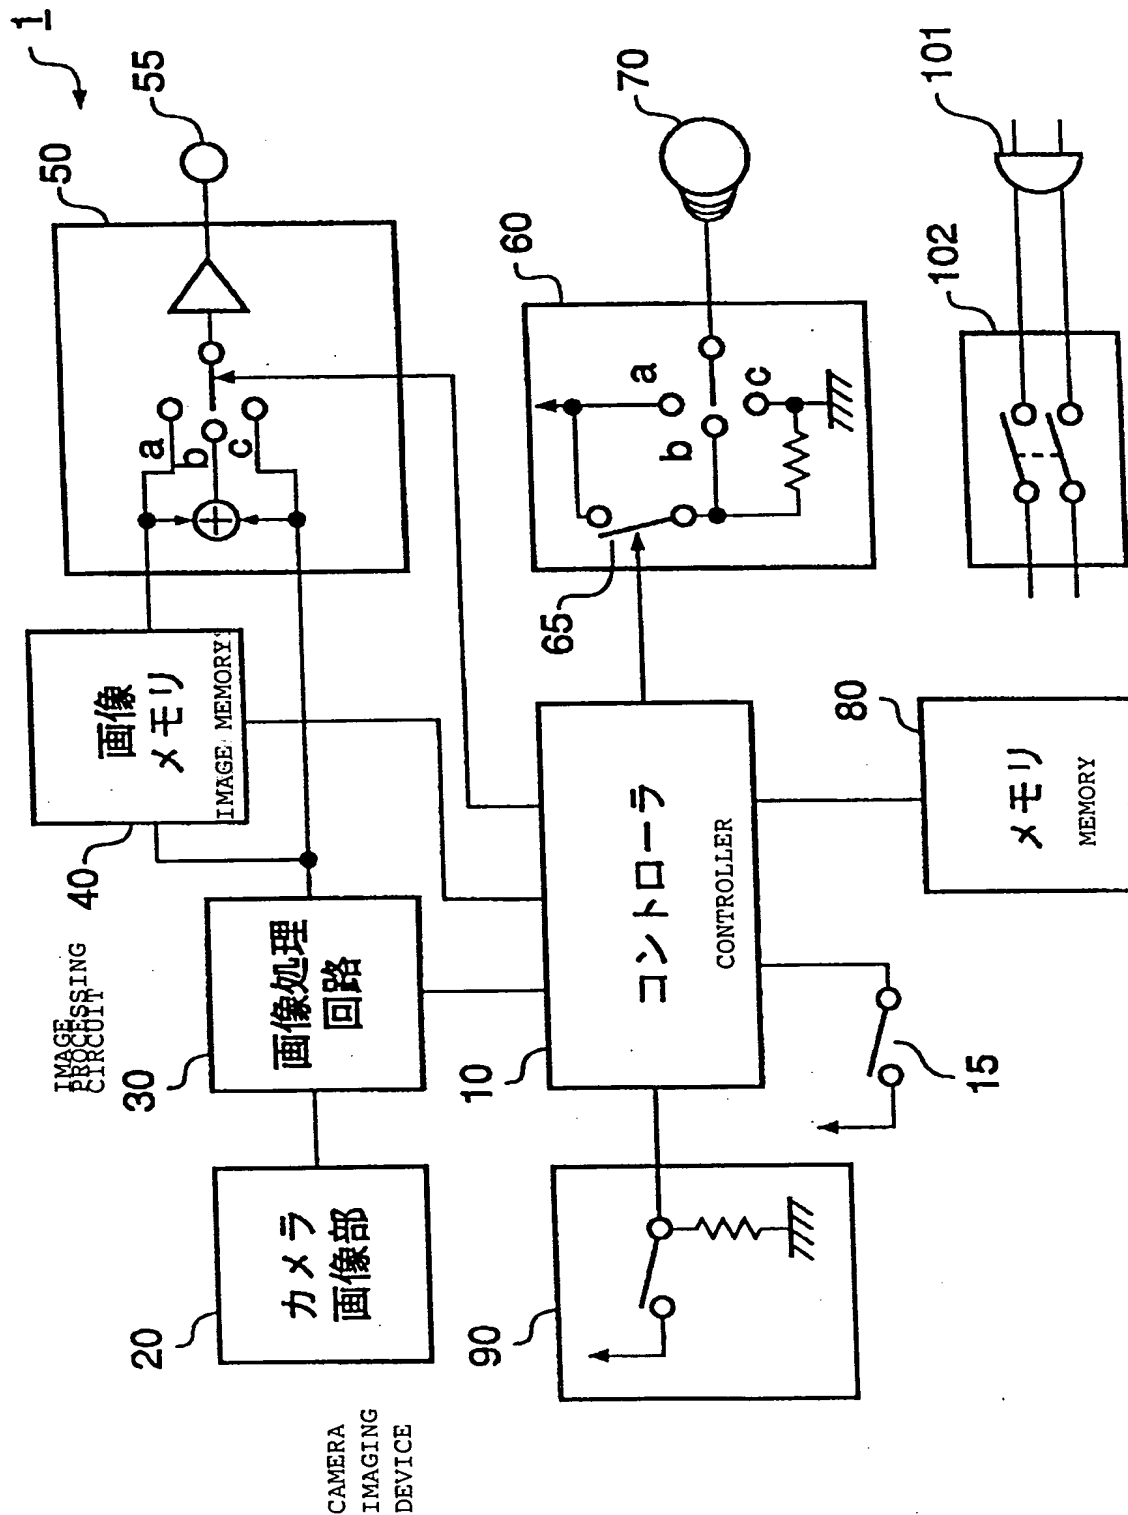 1
50
55
a
b
c
画像
メモリ
IMAGE MEMORY
40
IMAGE
PROCESSING
CIRCUIT
30
画像処理
回路
20
カメラ
画像部
CAMERA
IMAGING
DEVICE
60
70
a
b
c
65
10
コントローラ
CONTROLLER
90
15
80
メモリ
MEMORY
101
102